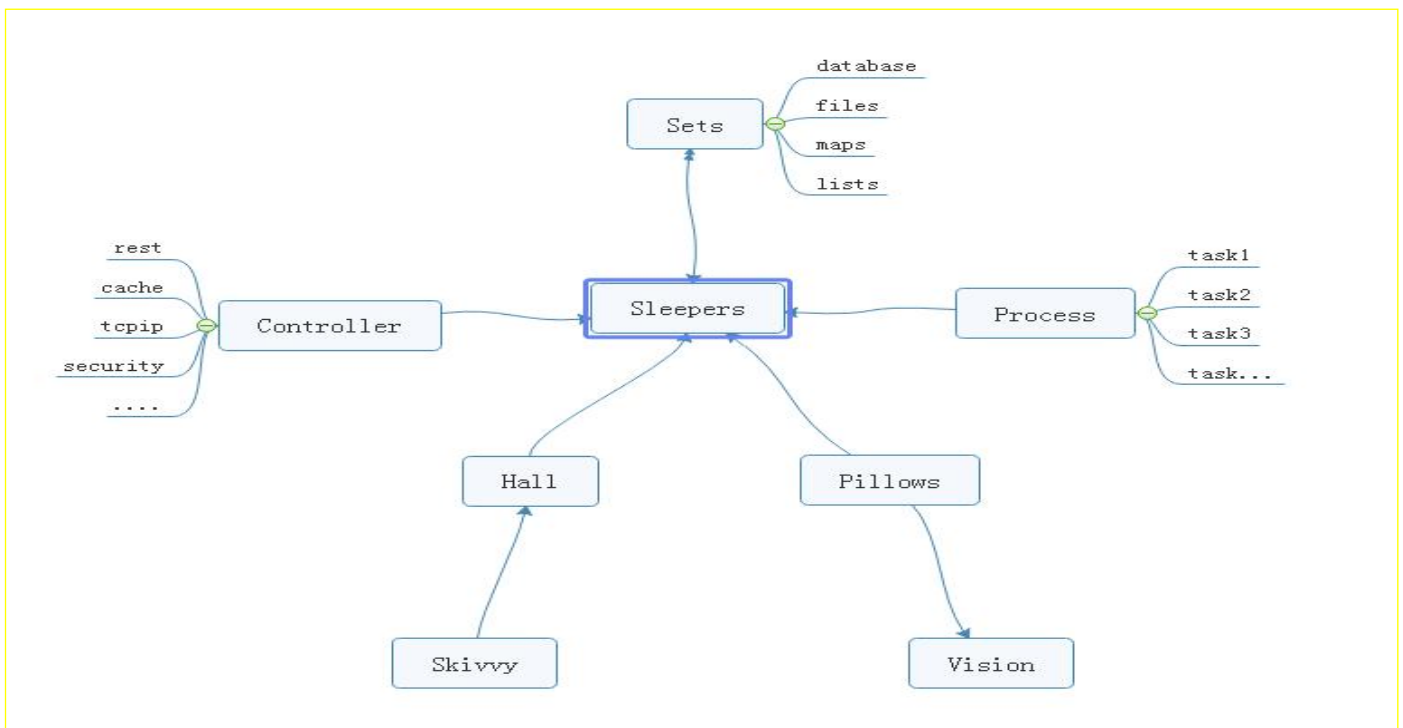 database
files
Sets
maps
lists
rest
cache
tcpip
security
....
Controller
Sleepers
Process
task1
task2
task3
task...
Hall
Pillows
Skivvy
Vision